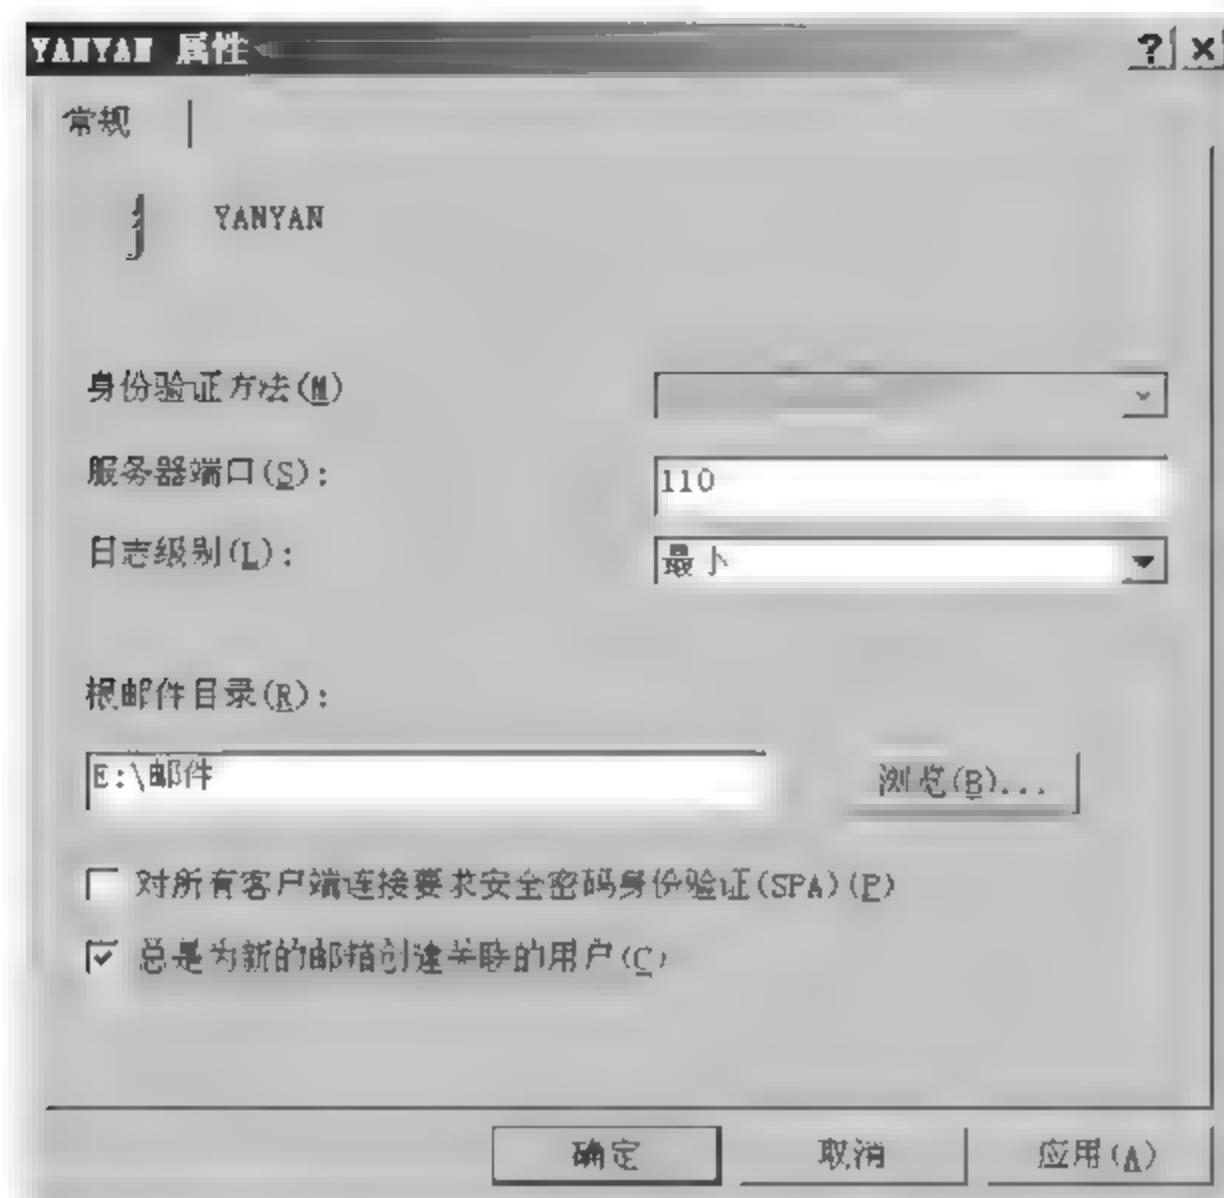 YANYAN 属性
常规
YANYAN
身份验证方法(M)
服务器端口(S):
110
日志级别(L):
最小
根邮件目录(R):
E:\邮件
浏览(B)...
对所有客户端连接要求安全密码身份验证(SPA)(P)
总是为新的邮箱创建关联的用户(C)
确定
取消
应用(A)